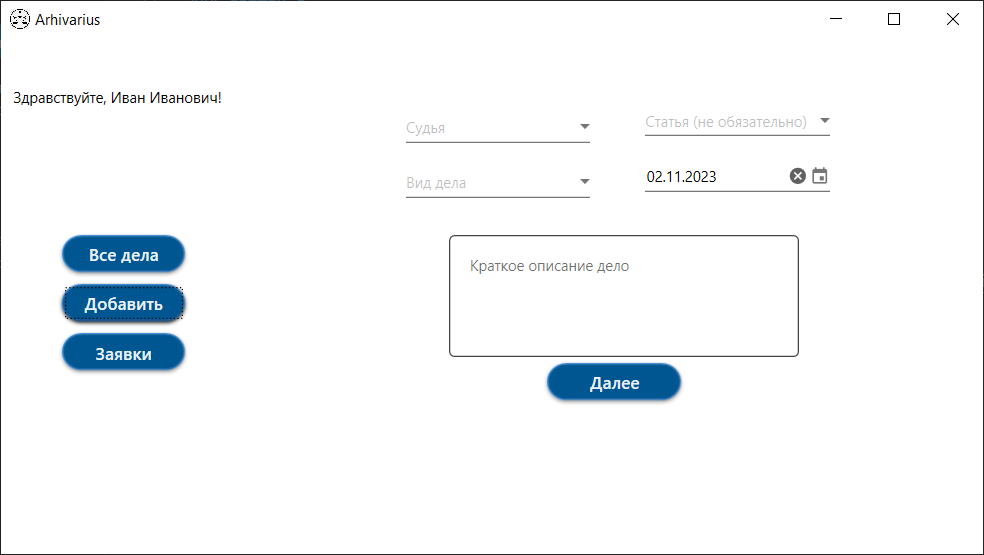 Arhivarius
Здравствуйте, Иван Иванович!
Судья
Статья (не обязательно)
Вид дела
02.11.2023
Все дела
Добавить
Заявки
Краткое описание дело
Далее